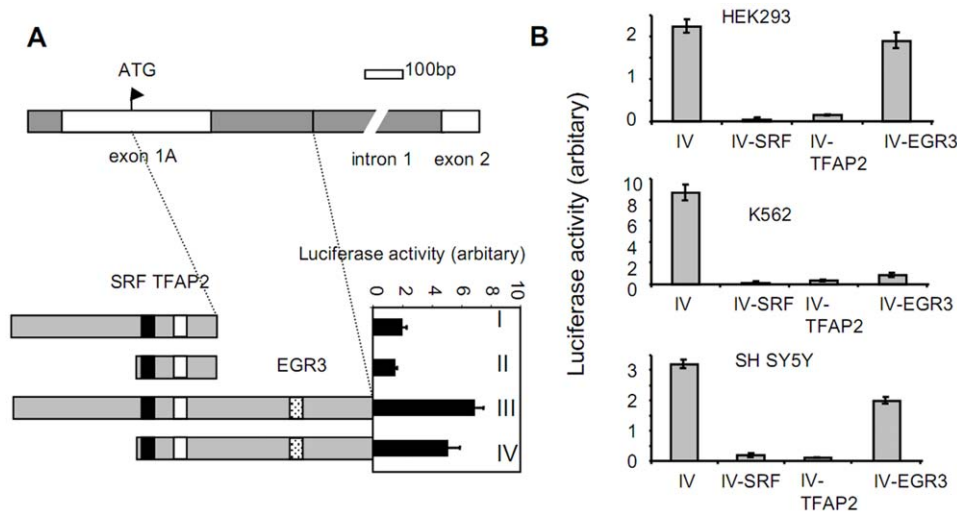 A
ATG
100bp
exon 1A
intron 1
exon 2
Luciferase activity (arbitary)
SRF TFAP2
EGR3
0
2
4
6
8
10
I
II
III
IV
B
Luciferase activity (arbitary)
HEK293
2
1
0
IV
IV-SRF
IV-
TFAP2
IV-EGR3
K562
10
8
6
4
2
0
IV
IV-SRF
IV-
TFAP2
IV-EGR3
SH SY5Y
3
2
1
0
IV
IV-SRF
IV-
TFAP2
IV-EGR3